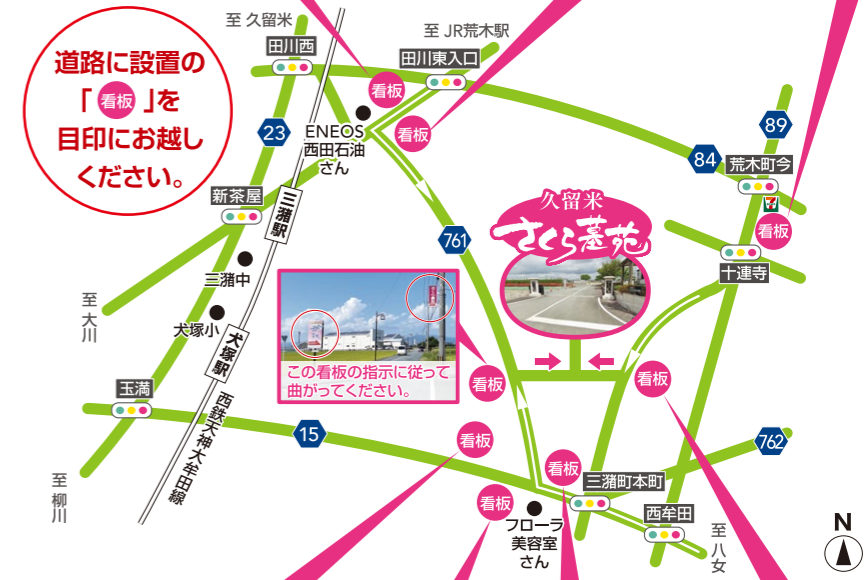 道路に設置の
「看板」を
目印にお越し
ください。
至 久留米
田川西
至 JR荒木駅
田川東入口
看板
ENEOS
西田石油
さん
看板
23
89
84
荒木町今
看板
十連寺
新茶屋
三潴駅
761
久留米
さくら墓苑
三潴中
至大川
犬塚小
犬塚駅
この看板の指示に従って
曲がってください。
看板
看板
玉満
西鉄天神大牟田線
15
看板
762
至柳川
看板
看板
三潴町本町
フローラ
美容室
さん
西牟田
至八女
N